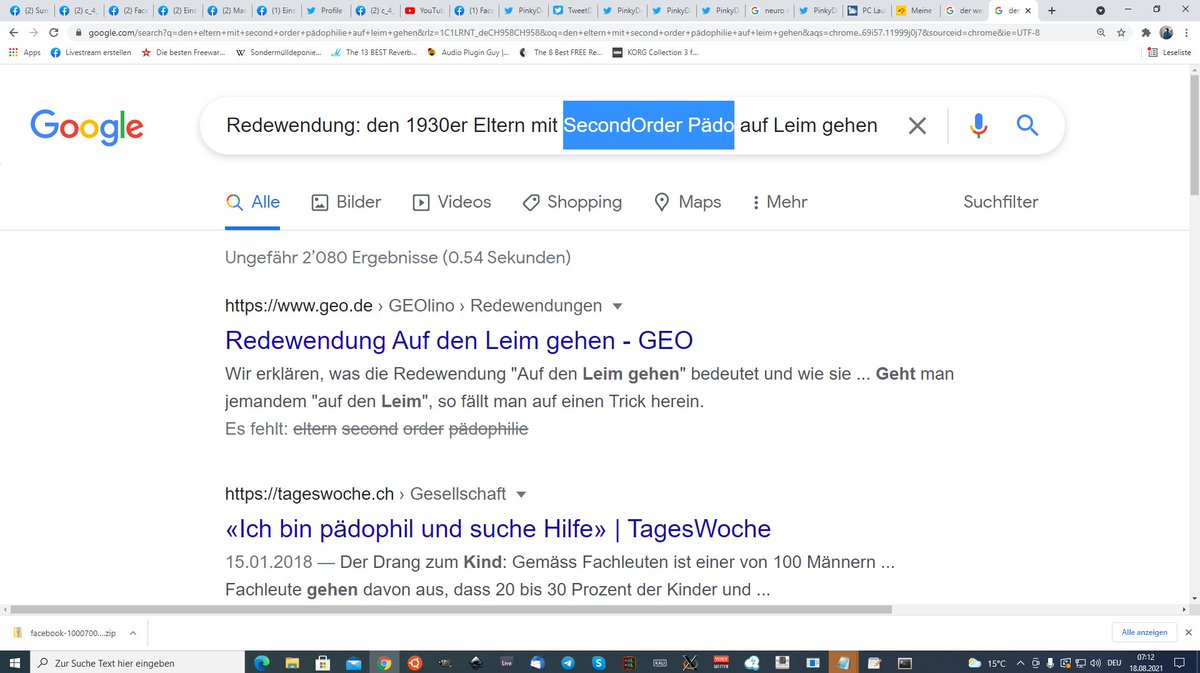 (2) Sun
(2) c_4
(2) Fac
(2) Ein
(2) Ma
(1) Eins
Profile
(2) c_4
YouTu
(1) Fac
PinkyD
TweetD
PinkyD
PinkyD
PinkyD
neuro
PinkyD
PC Lau
Meine
der we
der
google.com/search?q=den+eltern+mit+second+order+pädophilie+auf+leim+gehen&rlz=1C1LRNT_deCH958CH958&oq=den+eltern+mit+second+order+pädophilie+auf+leim+gehen&aqs=chrome..69i57.11999j0j7&sourceid=chrome&ie=UTF-8
Apps
Livestream erstellen
Die besten Freewar...
Sondermülldeponie...
The 13 BEST Reverb...
Audio Plugin Guy |...
The 8 Best FREE Re...
KORG Collection 3 f...
Leseliste
Google
Redewendung: den 1930er Eltern mit SecondOrder Pädo auf Leim gehen
Alle
Bilder
Videos
Shopping
Maps
Mehr
Suchfilter
Ungefähr 2’080 Ergebnisse (0.54 Sekunden)
https://www.geo.de › GEOlino › Redewendungen
Redewendung Auf den Leim gehen - GEO
Wir erklären, was die Redewendung "Auf den Leim gehen" bedeutet und wie sie ... Geht man
jemandem "auf den Leim", so fällt man auf einen Trick herein.
Es fehlt: eltern second order pädophilie
https://tageswoche.ch › Gesellschaft
«Ich bin pädophil und suche Hilfe» | TagesWoche
15.01.2018 — Der Drang zum Kind: Gemäss Fachleuten ist einer von 100 Männern ...
Fachleute gehen davon aus, dass 20 bis 30 Prozent der Kinder und ...
facebook-1000700....zip
Alle anzeigen
Zur Suche Text hier eingeben
Live
15°C
DEU
07:12
18.08.2021